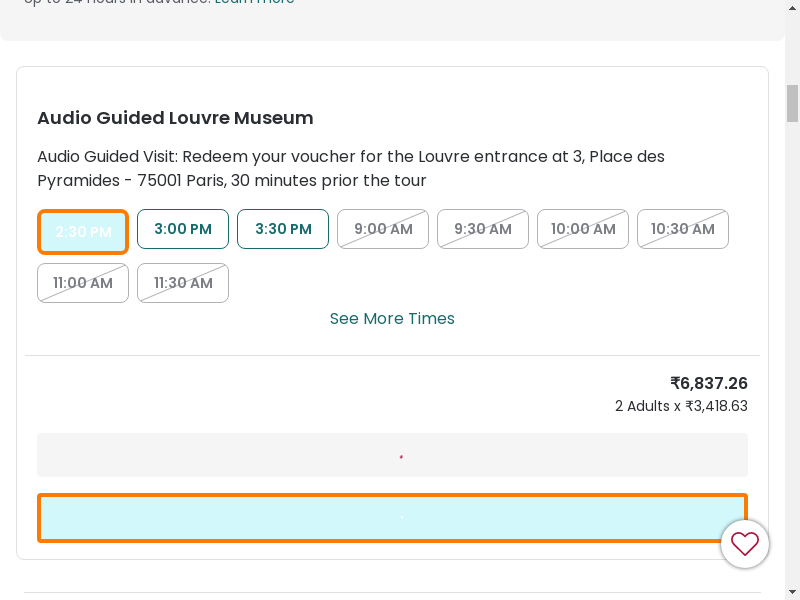 up to 24 hours in advance. Learn more
Audio Guided Louvre Museum
Audio Guided Visit: Redeem your voucher for the Louvre entrance at 3, Place des
Pyramides - 75001 Paris, 30 minutes prior the tour
2:30 PM 3:00 PM 3:30 PM 9:00 AM 9:30 AM 10:00 AM 10:30 AM
11:00 AM 11:30 AM
See More Times
₹6,837.26
2 Adults x ₹3,418.63